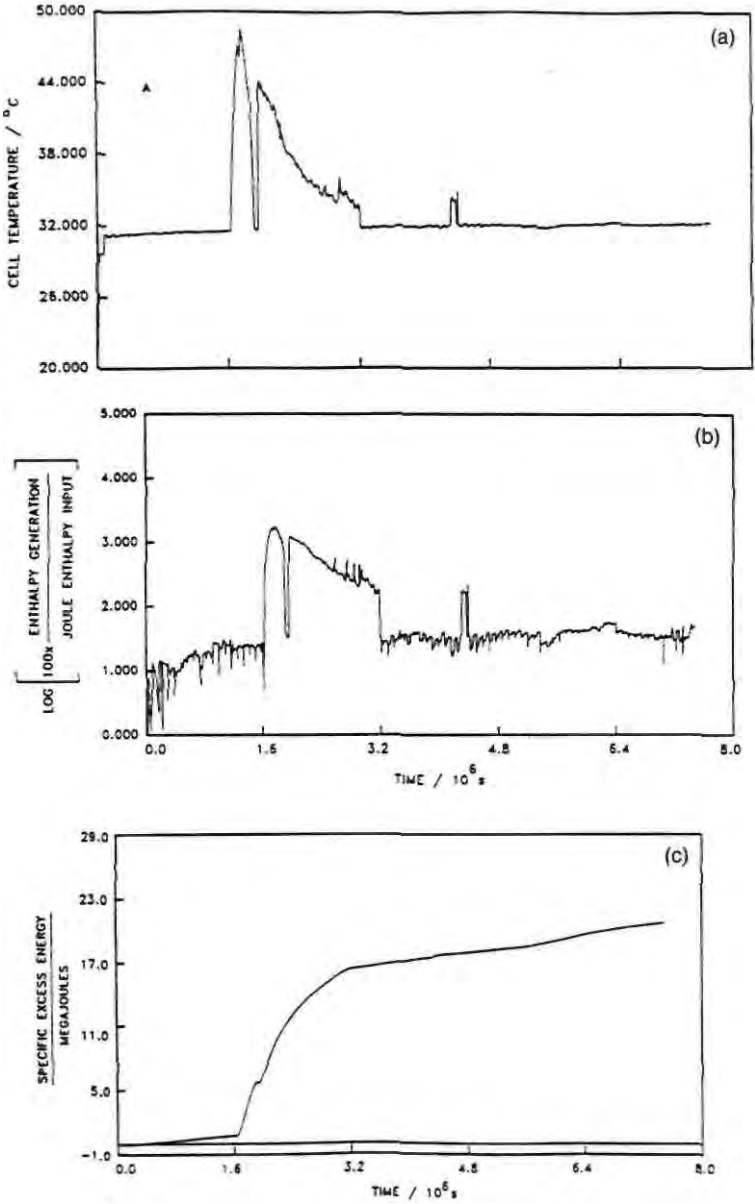 50.000
(a)
44.000
A
38.000
32.000
26.000
20.000
CELL TEMPERATURE / °C
5.000
(b)
4.000
3.000
2.000
1.000
0.000
LOG [ 100x ENTHALPY GENERATION / JOULE ENTHALPY INPUT ]
0.0 1.6 3.2 4.8 6.4 8.0
TIME / 10⁶s
29.0
(c)
23.0
17.0
11.0
5.0
-1.0
SPECIFIC EXCESS ENERGY
MEGAJOULES
0.0 1.6 3.2 4.8 6.4 8.0
TIME / 10⁶s